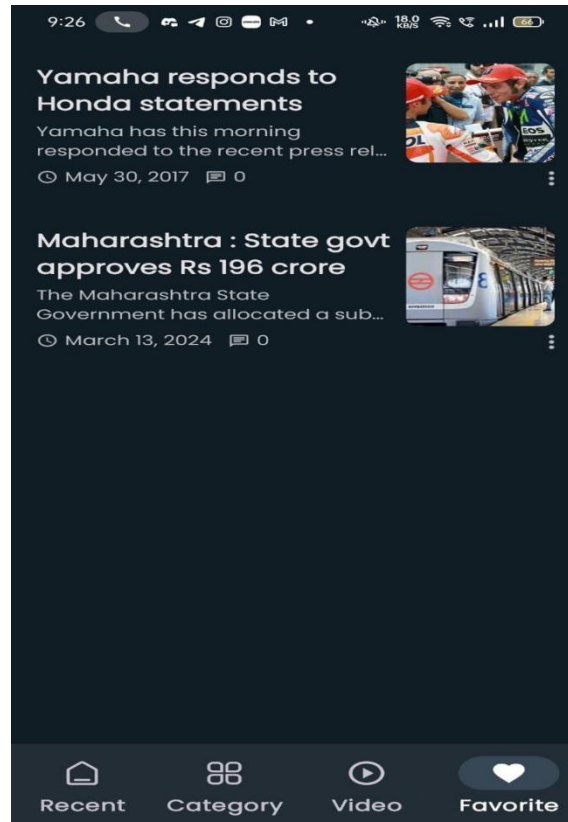 9:26
18.0
KB/S
66
Yamaha responds to
Honda statements
Yamaha has this morning
responded to the recent press rel...
May 30, 2017 0
EOS
Maharashtra : State govt
approves Rs 196 crore
The Maharashtra State
Government has allocated a sub...
March 13, 2024 0
8
Recent Category Video Favorite